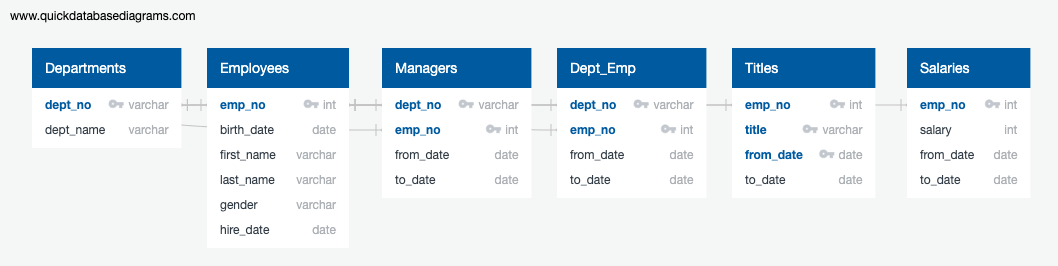 www.quickdatabasediagrams.com
Departments
dept_no varchar
dept_name varchar
Employees
emp_no int
birth_date date
first_name varchar
last_name varchar
gender varchar
hire_date date
Managers
dept_no varchar
emp_no int
from_date date
to_date date
Dept_Emp
dept_no varchar
emp_no int
from_date date
to_date date
Titles
emp_no int
title varchar
from_date date
to_date date
Salaries
emp_no int
salary int
from_date date
to_date date